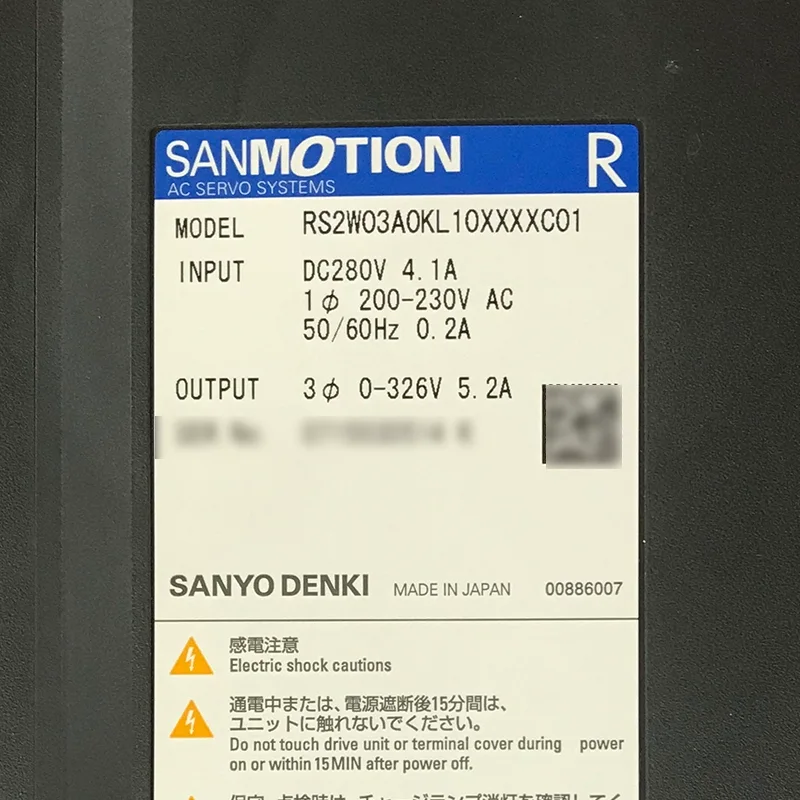 SANMOTION R
AC SERVO SYSTEMS
MODEL RS2W03A0KL10XXXXC01
INPUT DC280V 4.1A
1φ 200-230V AC
50/60Hz 0.2A
OUTPUT 3φ 0-326V 5.2A
SANYO DENKI MADE IN JAPAN 00886007
感電注意
Electric shock cautions
通電中または、電源遮断後15分間は、
ユニットに触れないでください。
Do not touch drive unit or terminal cover during power
on or within 15MIN after power off.